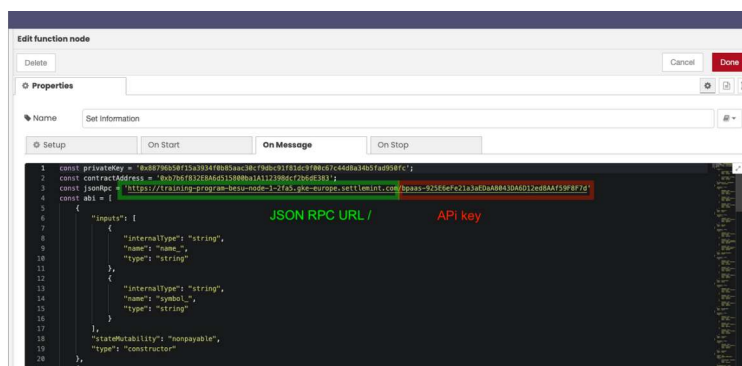 Edit function node
Delete
Cancel
Done
Properties
Name
Set Information
Setup
On Start
On Message
On Stop
1 const privateKey = '0x88796b50f15a3934f0b85aac30cf9dbc91f81dc9f00c67c44d8a34b5fad950fc';
2 const contractAddress = '0xb7b6f832E8A6d515800ba1A112398dcf2b6dE383';
3 const jsonRpc = 'https://training-program-besu-node-1-2fa5.gke-europe.settlemint.com/bpaas-925E6eFe21a3aEDaA8043DA6D12ed8AAf59F8F7d'
4 const abi = [
5 {
6 "inputs": [
JSON RPC URL /
APi key
7 {
8 "internalType": "string",
9 "name": "name_",
10 "type": "string"
11 },
12 {
13 "internalType": "string",
14 "name": "symbol_",
15 "type": "string"
16 }
17 ],
18 "stateMutability": "nonpayable",
19 "type": "constructor"
20 },